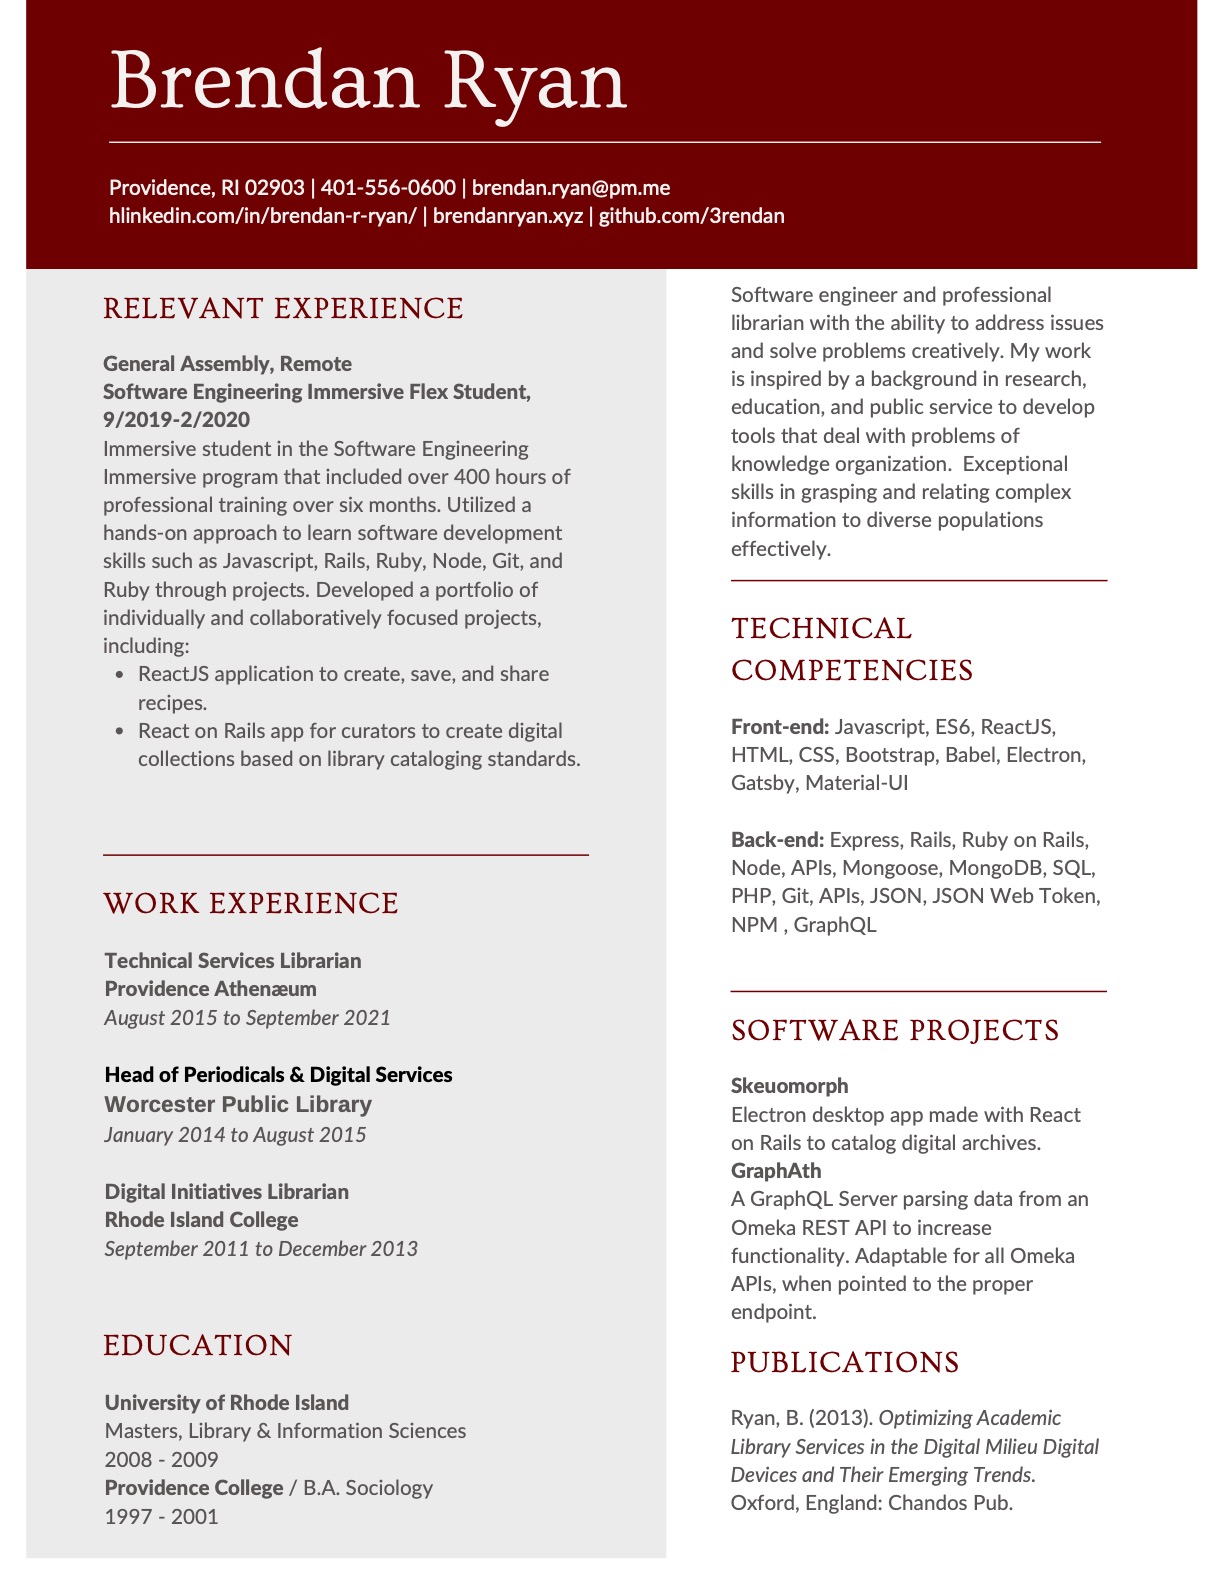 Brendan Ryan
Providence, RI 02903 | 401-556-0600 | brendan.ryan@pm.me
hlinkedin.com/in/brendan-r-ryan/ | brendanryan.xyz | github.com/3rendan
RELEVANT EXPERIENCE
General Assembly, Remote
Software Engineering Immersive Flex Student,
9/2019-2/2020
Immersive student in the Software Engineering
Immersive program that included over 400 hours of
professional training over six months. Utilized a
hands-on approach to learn software development
skills such as Javascript, Rails, Ruby, Node, Git, and
Ruby through projects. Developed a portfolio of
individually and collaboratively focused projects,
including:
• ReactJS application to create, save, and share
recipes.
• React on Rails app for curators to create digital
collections based on library cataloging standards.
WORK EXPERIENCE
Technical Services Librarian
Providence Athenæum
August 2015 to September 2021
Head of Periodicals & Digital Services
Worcester Public Library
January 2014 to August 2015
Digital Initiatives Librarian
Rhode Island College
September 2011 to December 2013
EDUCATION
University of Rhode Island
Masters, Library & Information Sciences
2008 - 2009
Providence College / B.A. Sociology
1997 - 2001
Software engineer and professional
librarian with the ability to address issues
and solve problems creatively. My work
is inspired by a background in research,
education, and public service to develop
tools that deal with problems of
knowledge organization.  Exceptional
skills in grasping and relating complex
information to diverse populations
effectively.
TECHNICAL
COMPETENCIES
Front-end: Javascript, ES6, ReactJS,
HTML, CSS, Bootstrap, Babel, Electron,
Gatsby, Material-UI
Back-end: Express, Rails, Ruby on Rails,
Node, APIs, Mongoose, MongoDB, SQL,
PHP, Git, APIs, JSON, JSON Web Token,
NPM , GraphQL
SOFTWARE PROJECTS
Skeuomorph
Electron desktop app made with React
on Rails to catalog digital archives.
GraphAth
A GraphQL Server parsing data from an
Omeka REST API to increase
functionality. Adaptable for all Omeka
APIs, when pointed to the proper
endpoint.
PUBLICATIONS
Ryan, B. (2013). Optimizing Academic
Library Services in the Digital Milieu Digital
Devices and Their Emerging Trends.
Oxford, England: Chandos Pub.